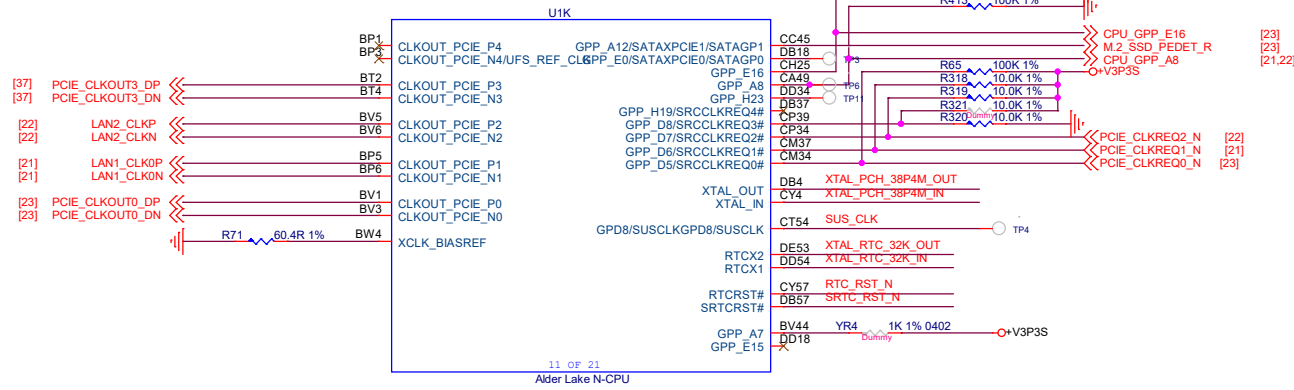 R413 100K 1%
U1K
BP1 CLKOUT_PCIE_P4 GPP_A12/SATAXPCIE1/SATAGP1 CC45 CPU_GPP_E16 [23]
BP3 CLKOUT_PCIE_N4/UFS_REF_CLK GPP_E0/SATAXPCIE0/SATAGP0 DB18 TP3 M.2_SSD_PEDET_R [23]
GPP_E16 CH25 CPU_GPP_A8 [21,22]
[37] PCIE_CLKOUT3_DP BT2 CLKOUT_PCIE_P3 GPP_A8 CA49 TP6 R65 100K 1% +V3P3S
[37] PCIE_CLKOUT3_DN BT4 CLKOUT_PCIE_N3 GPP_H23 DD34 TP11 R318 10.0K 1%
GPP_H19/SRCCLKREQ4# DB37 R319 10.0K 1%
[22] LAN2_CLKP BV5 CLKOUT_PCIE_P2 GPP_D8/SRCCLKREQ3# CP39 R321 10.0K 1% Dummy
R320 10.0K 1%
[22] LAN2_CLKN BV6 CLKOUT_PCIE_N2 GPP_D7/SRCCLKREQ2# CP34 PCIE_CLKREQ2_N [22]
GPP_D6/SRCCLKREQ1# CM37 PCIE_CLKREQ1_N [21]
[21] LAN1_CLK0P BP5 CLKOUT_PCIE_P1 GPP_D5/SRCCLKREQ0# CM34 PCIE_CLKREQ0_N [23]
[21] LAN1_CLK0N BP6 CLKOUT_PCIE_N1
XTAL_OUT DB4 XTAL_PCH_38P4M_OUT
[23] PCIE_CLKOUT0_DP BV1 CLKOUT_PCIE_P0 XTAL_IN CY4 XTAL_PCH_38P4M_IN
[23] PCIE_CLKOUT0_DN BV3 CLKOUT_PCIE_N0
GPD8/SUSCLKGPD8/SUSCLK CT54 SUS_CLK TP4
R71 60.4R 1% BW4 XCLK_BIASREF
RTCX2 DE53 XTAL_RTC_32K_OUT
RTCX1 DD54 XTAL_RTC_32K_IN
RTCRST# CY57 RTC_RST_N
SRTCRST# DB57 SRTC_RST_N
GPP_A7 BV44 YR4 1K 1% 0402 Dummy +V3P3S
GPP_E15 DD18
11 OF 21
Alder Lake N-CPU